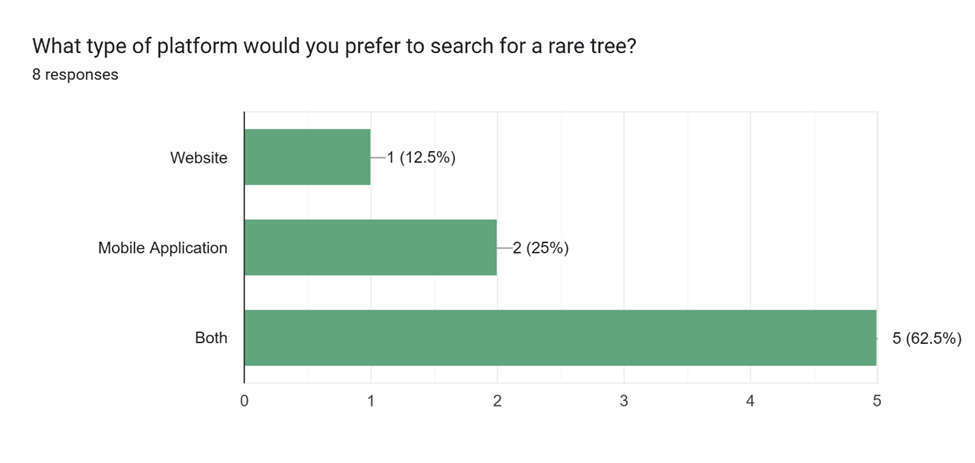 What type of platform would you prefer to search for a rare tree?
8 responses
Website
1 (12.5%)
Mobile Application
2 (25%)
Both
5 (62.5%)
0 1 2 3 4 5